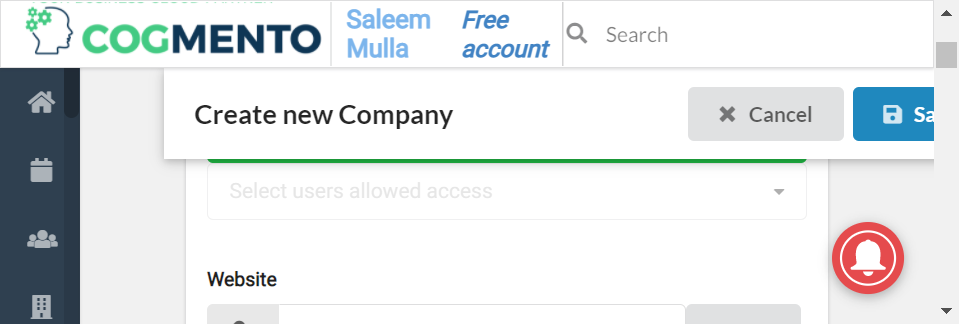 COGMENTO
Saleem
Mulla
Free
account
Search
Create new Company
Cancel
Sa
Select users allowed access
Website